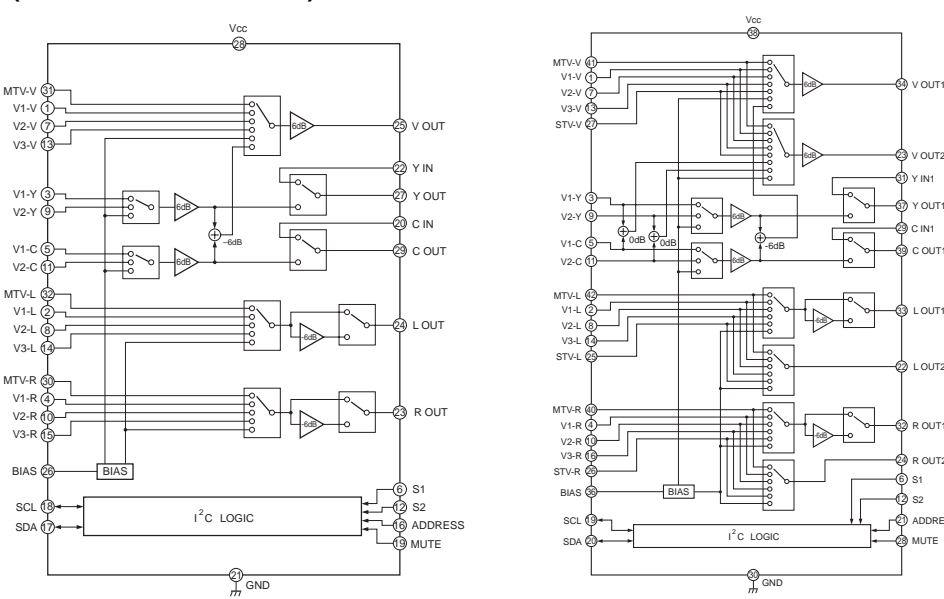 Vcc
28
MTV-V 31
V1-V 1
V2-V 7
V3-V 13
6dB
25 V OUT
22 Y IN
V1-Y 3
V2-Y 9
6dB
27 Y OUT
20 C IN
–6dB
V1-C 5
V2-C 11
6dB
29 C OUT
MTV-L 32
V1-L 2
V2-L 8
V3-L 14
-6dB
24 L OUT
MTV-R 30
V1-R 4
V2-R 10
V3-R 15
-6dB
23 R OUT
BIAS 26
BIAS
SCL 18
SDA 17
I2C LOGIC
6 S1
12 S2
16 ADDRESS
19 MUTE
21
GND
Vcc
38
MTV-V 41
V1-V 1
V2-V 7
V3-V 13
STV-V 27
6dB
34 V OUT1
6dB
23 V OUT2
31 Y IN1
V1-Y 3
V2-Y 9
6dB
37 Y OUT1
29 C IN1
0dB
0dB
-6dB
V1-C 5
V2-C 11
6dB
39 C OUT1
MTV-L 42
V1-L 2
V2-L 8
V3-L 14
STV-L 25
-6dB
33 L OUT1
22 L OUT2
MTV-R 40
V1-R 4
V2-R 10
V3-R 16
STV-R 26
-6dB
32 R OUT1
24 R OUT2
BIAS 36
BIAS
6 S1
12 S2
SCL 19
SDA 20
I2C LOGIC
21 ADDRE
28 MUTE
30
GND